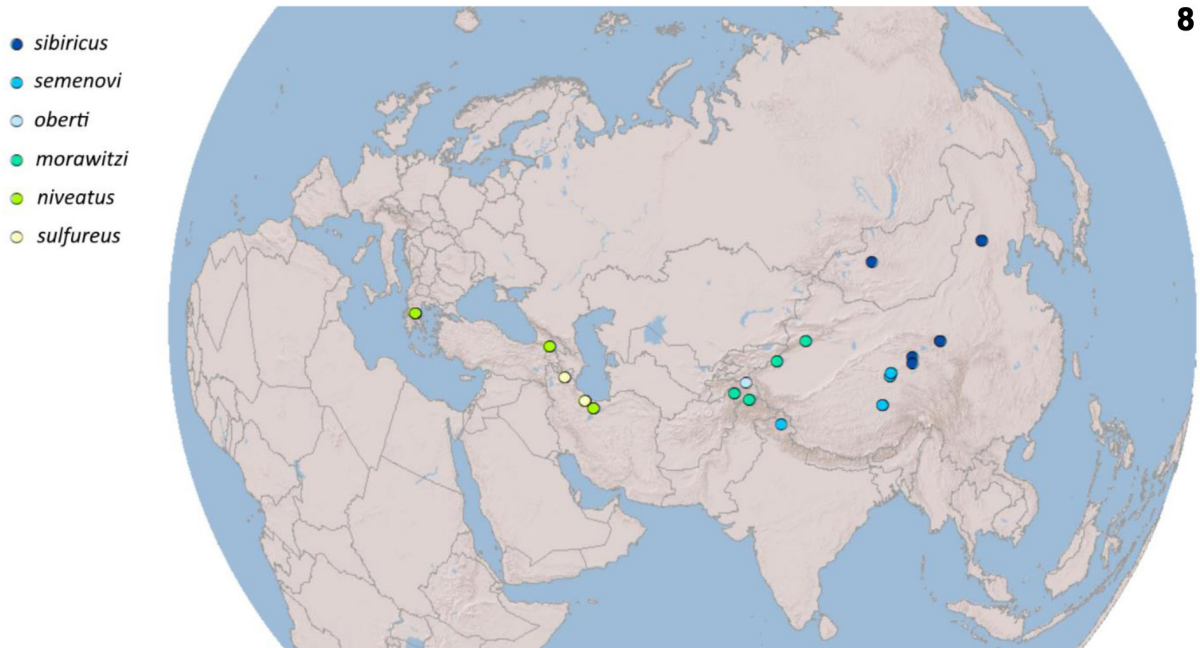 8
sibiricus
semenovi
oberti
morawitzi
niveatus
sulfureus